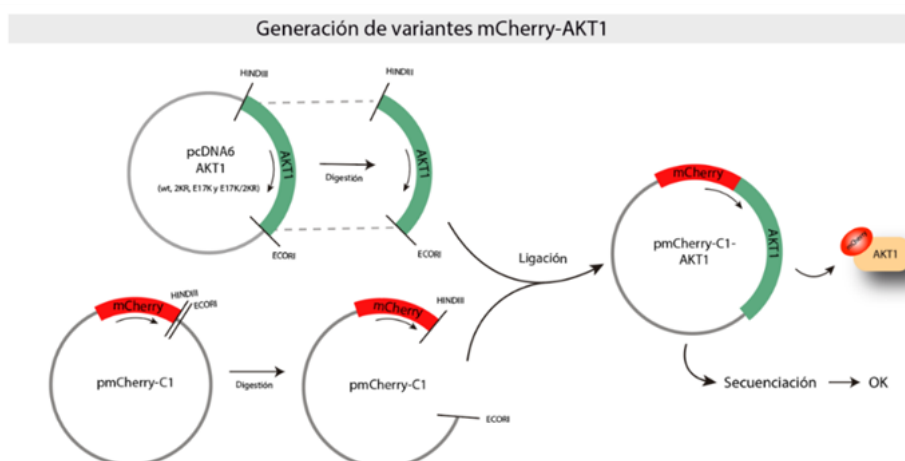 Generación de variantes mCherry-AKT1
HINDIII
HINDIII
pcDNA6
AKT1
(wt, 2KR, E17K y E17K/2KR)
AKT1
Digestión
AKT1
ECORI
ECORI
mCherry
HINDIII
ECORI
pmCherry-C1
Digestión
mCherry
HINDIII
pmCherry-C1
ECORI
Ligación
mCherry
AKT1
pmCherry-C1-
AKT1
mCherry
AKT1
Secuenciación
OK